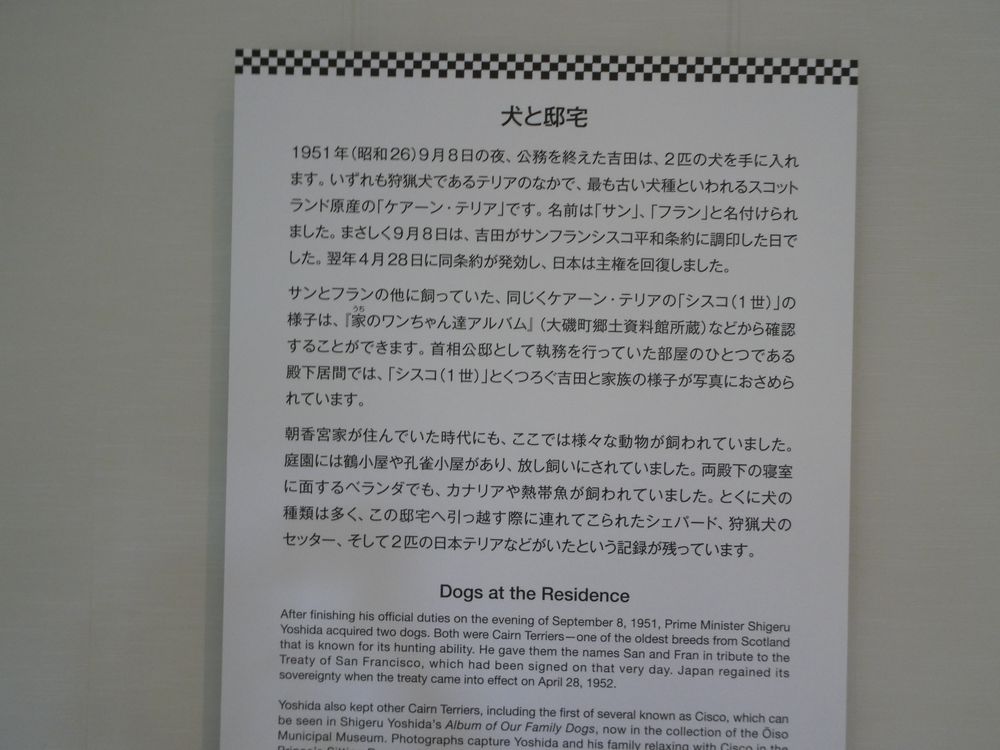 犬と邸宅
1951年(昭和26)9月8日の夜、公務を終えた吉田は、2匹の犬を手に入れ
ます。いずれも狩猟犬であるテリアのなかで、最も古い犬種といわれるスコット
ランド原産の「ケアーン・テリア」です。名前は「サン」、「フラン」と名付けられ
ました。まさしく9月8日は、吉田がサンフランシスコ平和条約に調印した日で
した。翌年4月28日に同条約が発効し、日本は主権を回復しました。
サンとフランの他に飼っていた、同じくケアーン・テリアの「シスコ(1世)」の
うち
様子は、『家のワンちゃん達アルバム』(大磯町郷土資料館所蔵)などから確認
することができます。首相公邸として執務を行っていた部屋のひとつである
殿下居間では、「シスコ(1世)」とくつろぐ吉田と家族の様子が写真におさめら
れています。
朝香宮家が住んでいた時代にも、ここでは様々な動物が飼われていました。
庭園には鶴小屋や孔雀小屋があり、放し飼いにされていました。両殿下の寝室
に面するベランダでも、カナリアや熱帯魚が飼われていました。とくに犬の
種類は多く、この邸宅へ引っ越す際に連れてこられたシェパード、狩猟犬の
セッター、そして2匹の日本テリアなどがいたという記録が残っています。
Dogs at the Residence
After finishing his official duties on the evening of September 8, 1951, Prime Minister Shigeru
Yoshida acquired two dogs. Both were Cairn Terriers—one of the oldest breeds from Scotland
that is known for its hunting ability. He gave them the names San and Fran in tribute to the
Treaty of San Francisco, which had been signed on that very day. Japan regained its
sovereignty when the treaty came into effect on April 28, 1952.
Yoshida also kept other Cairn Terriers, including the first of several known as Cisco, which can
be seen in Shigeru Yoshida's Album of Our Family Dogs, now in the collection of the Ōiso
Municipal Museum. Photographs capture Yoshida and his family relaxing with Cisco in the